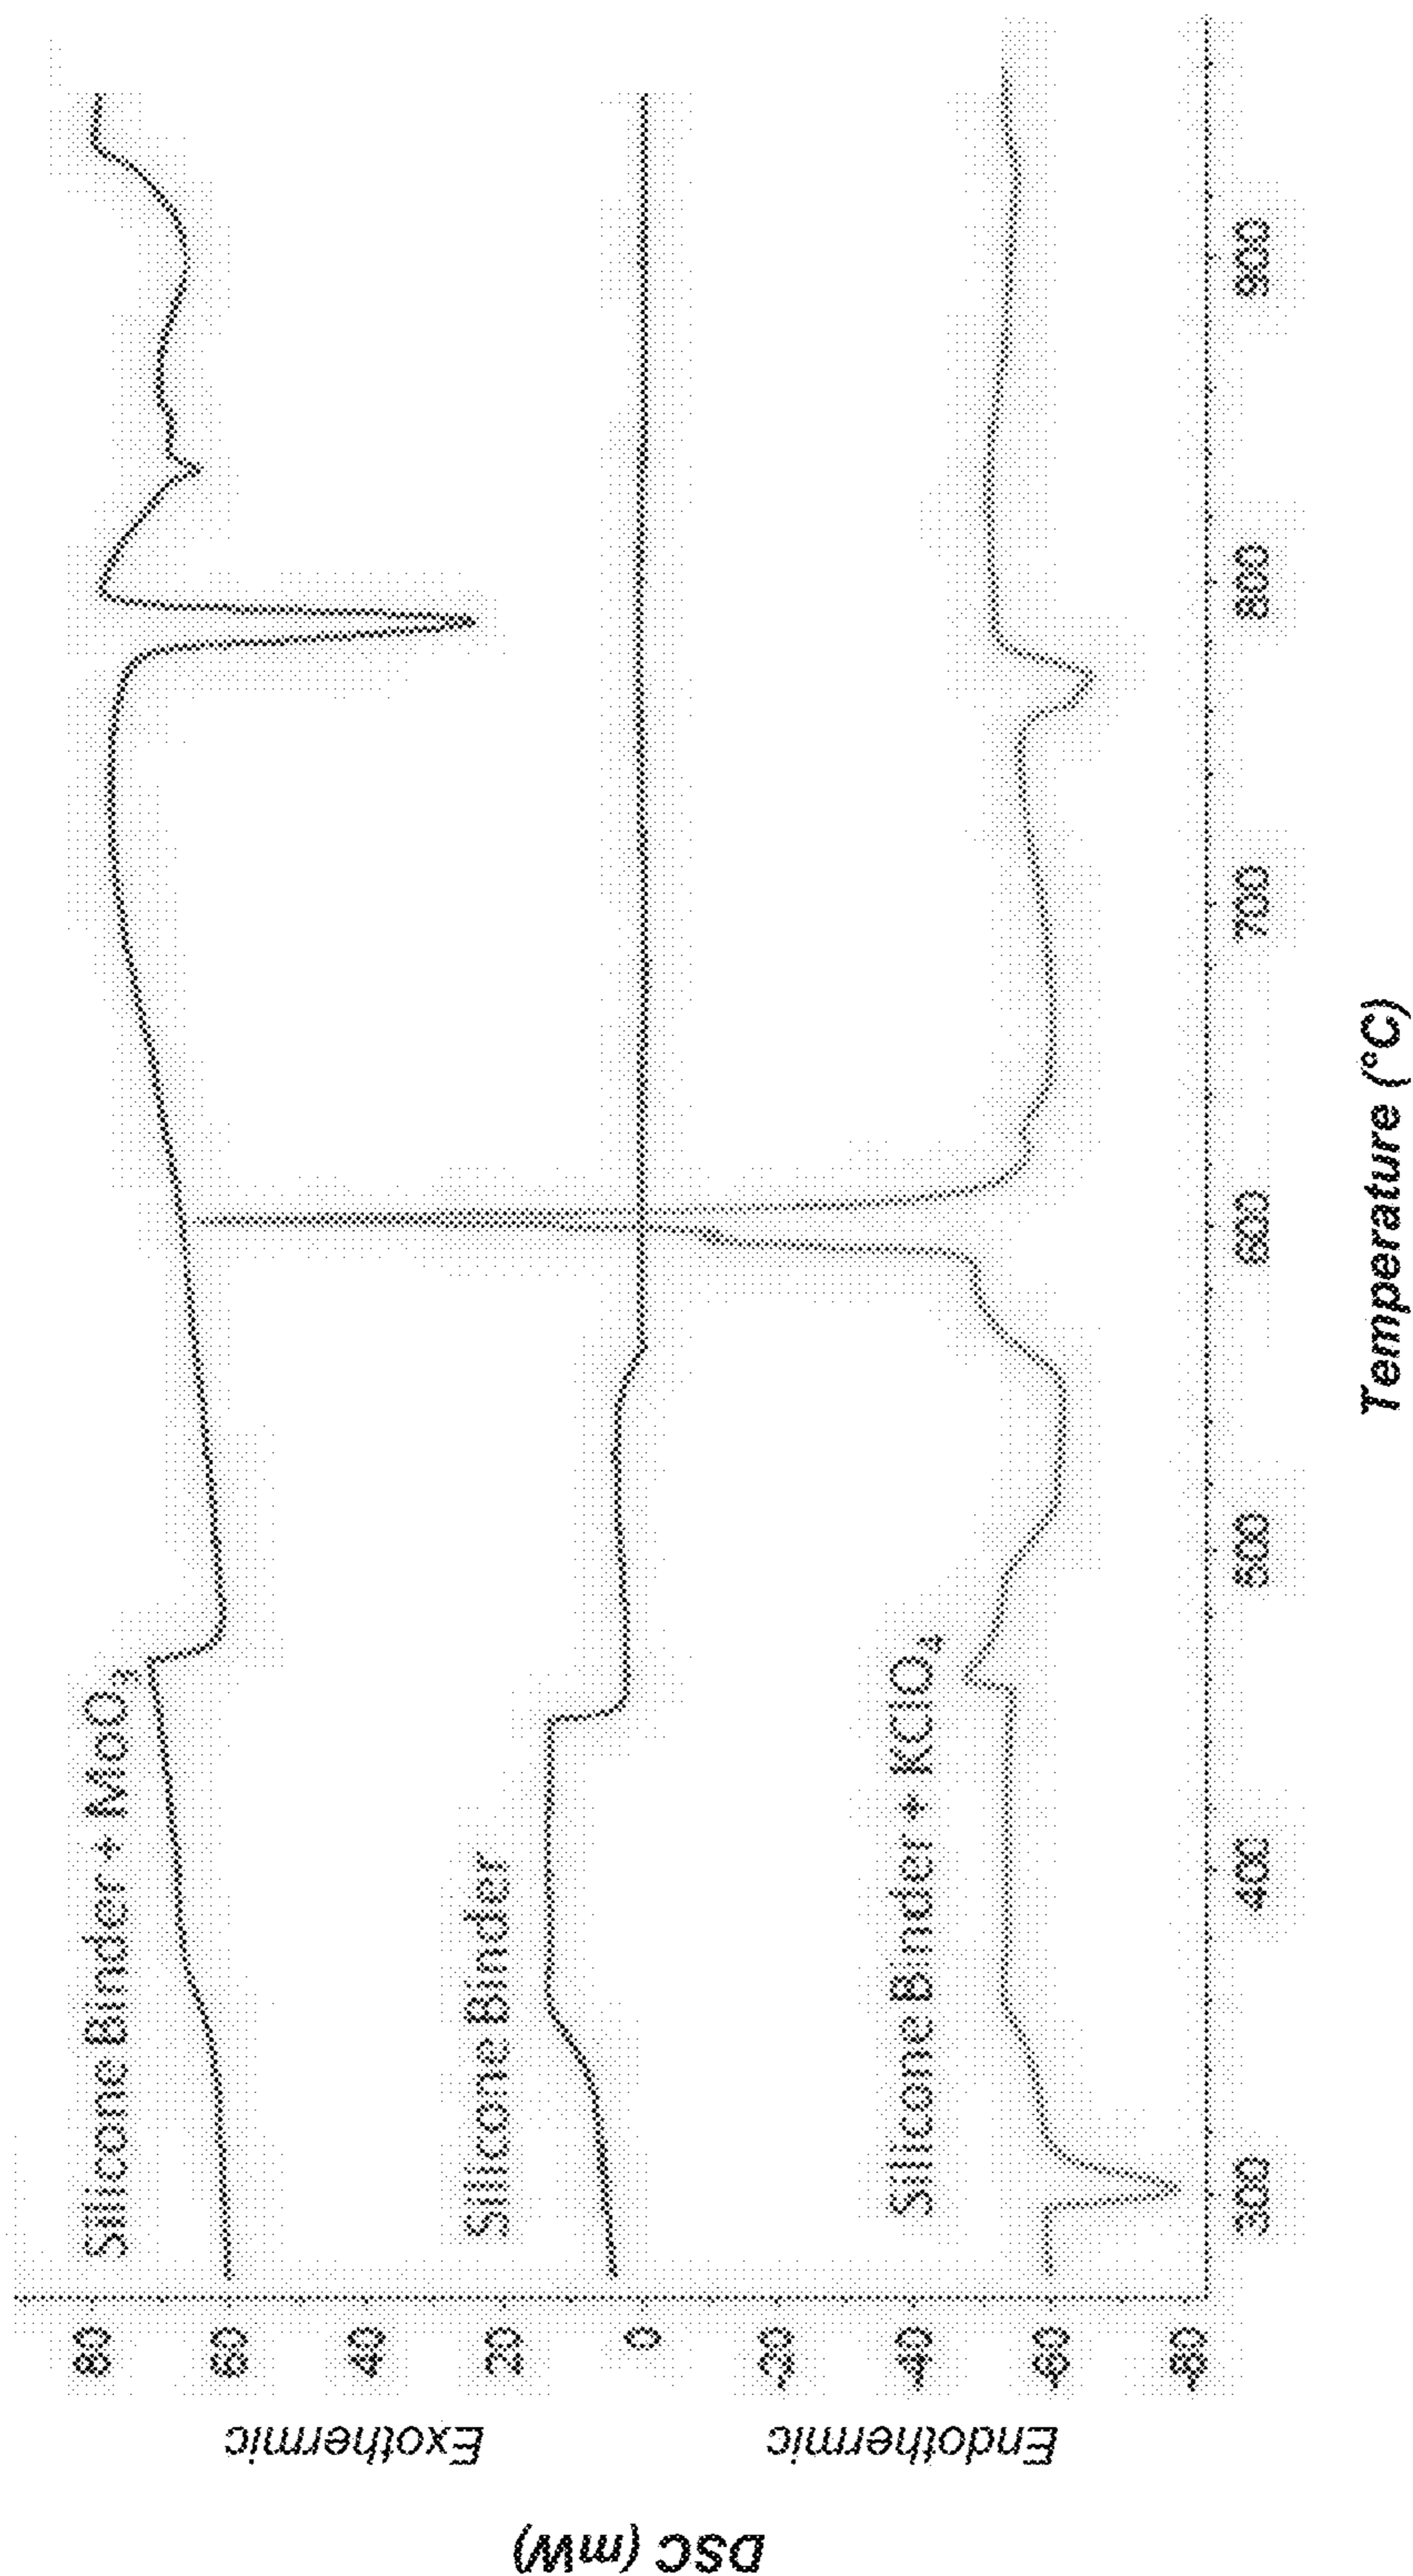 DSC (mW)
Exothermic
Endothermic
80
60
40
20
0
-20
-40
-60
-80
Silicone Binder + MoO₃
Silicone Binder
Silicone Binder + KClO₄
300
400
500
600
700
800
900
Temperature (°C)